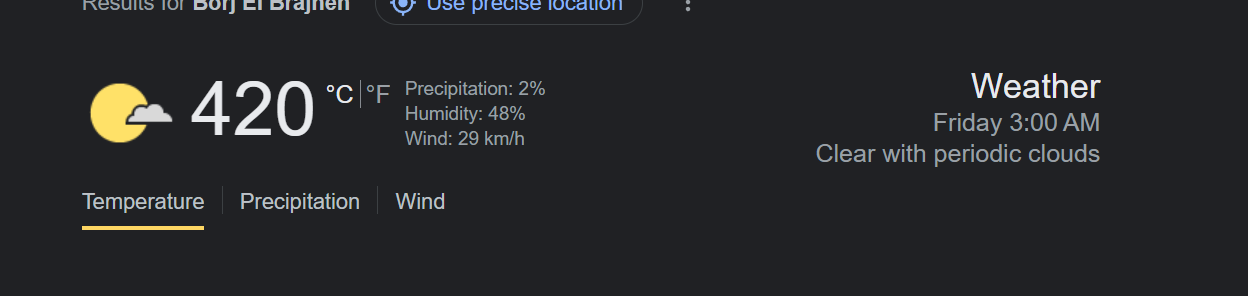 Results for Borj El Brajneh Use precise location
420 °C °F
Precipitation: 2%
Humidity: 48%
Wind: 29 km/h
Weather
Friday 3:00 AM
Clear with periodic clouds
Temperature Precipitation Wind